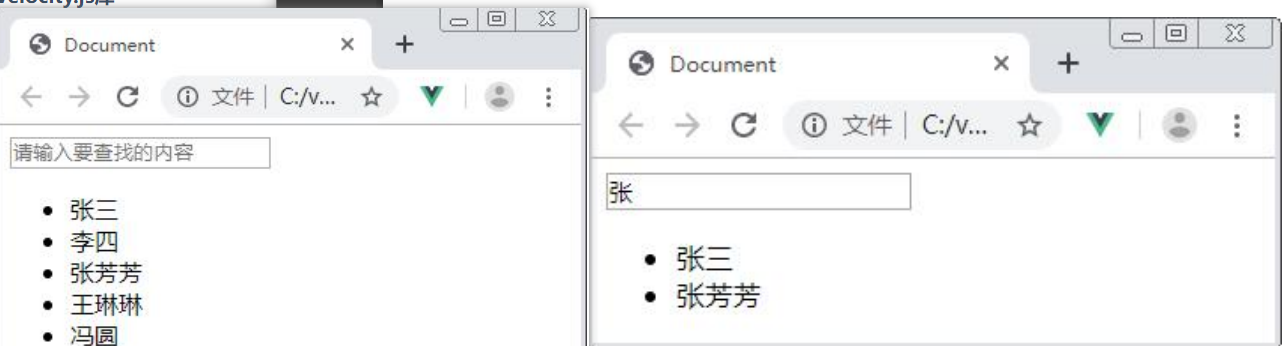 velocity.js库
Document
文件 C:/v...
请输入要查找的内容
张三
李四
张芳芳
王琳琳
冯圆
Document
文件 C:/v...
张
张三
张芳芳